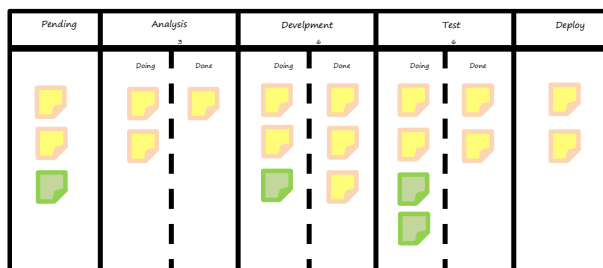 Pending
Analysis
3
Develpment
6
Test
6
Deploy
Doing
Done
Doing
Done
Doing
Done